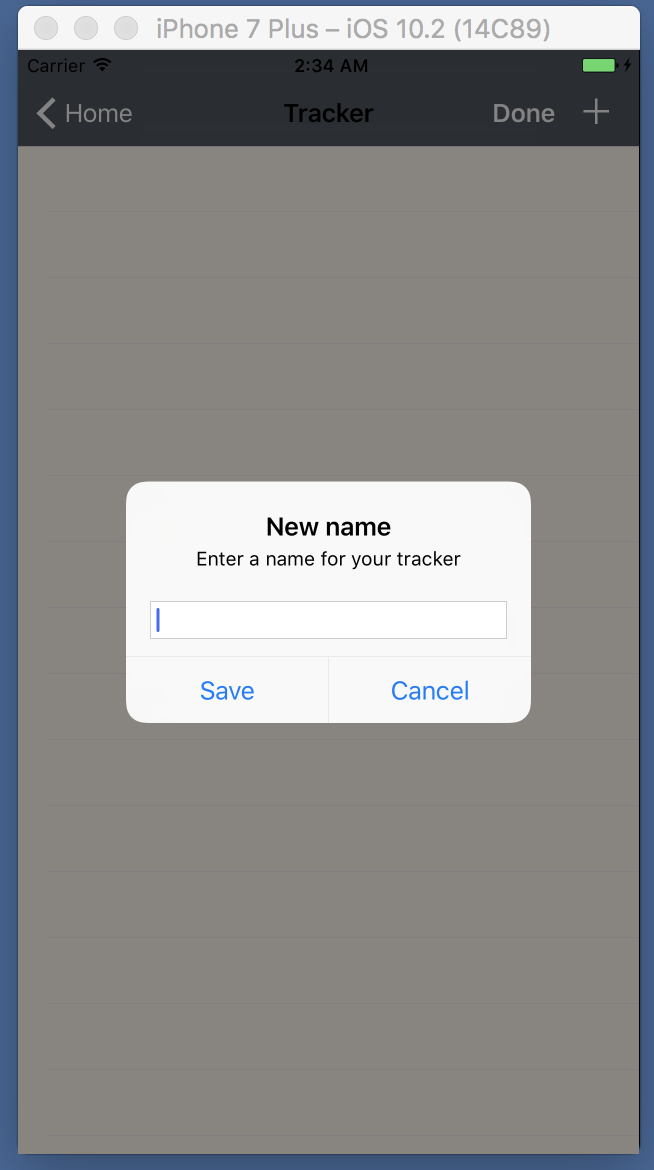 iPhone 7 Plus – iOS 10.2 (14C89)
Carrier 2:34 AM
Home Tracker Done +
New name
Enter a name for your tracker
Save Cancel